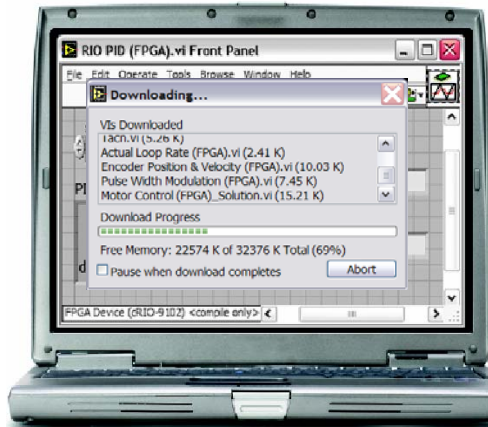 RIO PID (FPGA).vi Front Panel
File Edit Operate Tools Browse Window Help
Downloading...
VIs Downloaded
Tach.vi (5.26 K)
Actual Loop Rate (FPGA).vi (2.41 K)
Encoder Position & Velocity (FPGA).vi (10.03 K)
Pulse Width Modulation (FPGA).vi (7.45 K)
Motor Control (FPGA)_Solution.vi (15.21 K)
Download Progress
Free Memory: 22574 K of 32376 K Total (69%)
Pause when download completes
Abort
FPGA Device (cRIO-9102) <compile only>